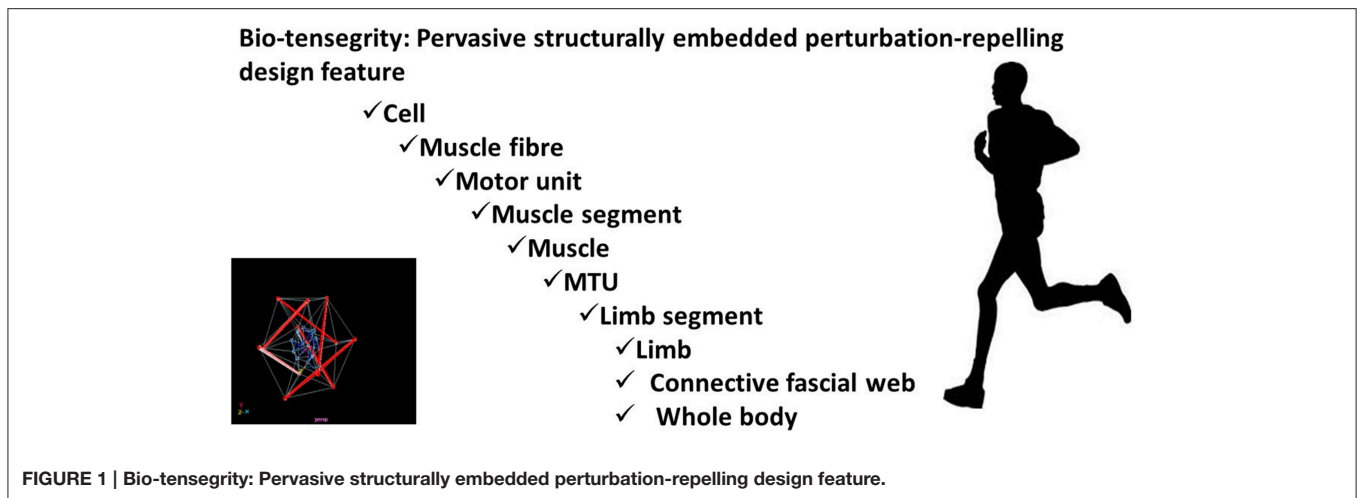 Bio-tensegrity: Pervasive structurally embedded perturbation-repelling
design feature
✓Cell
✓Muscle fibre
✓Motor unit
✓Muscle segment
✓Muscle
✓MTU
✓Limb segment
✓Limb
✓ Connective fascial web
✓ Whole body
persp
FIGURE 1 | Bio-tensegrity: Pervasive structurally embedded perturbation-repelling design feature.